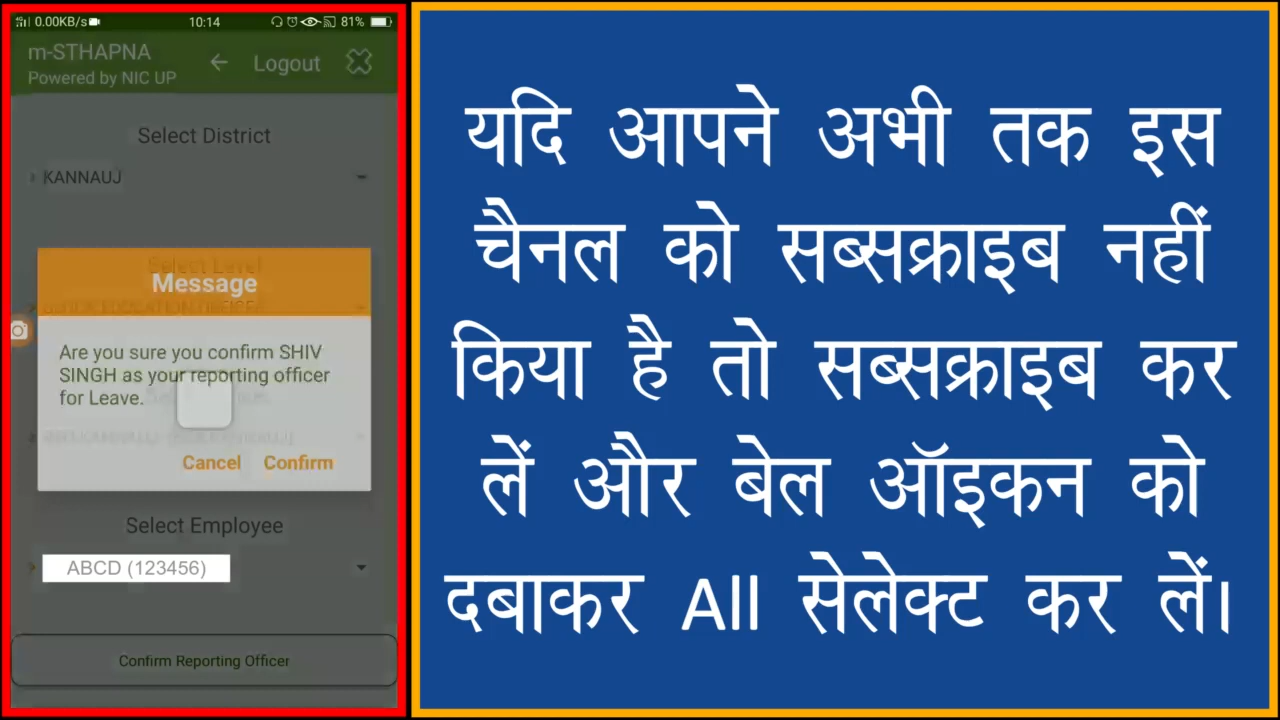 0.00KB/s 10:14 81%
m-STHAPNA
Powered by NIC UP
Logout
Select District
KANNAUJ
Select Level
Message
Are you sure you confirm SHIV
SINGH as your reporting officer
for Leave.
Cancel Confirm
Select Employee
ABCD (123456)
Confirm Reporting Officer
यदि आपने अभी तक इस
चैनल को सब्सक्राइब नहीं
किया है तो सब्सक्राइब कर
लें और बेल ऑइकन को
दबाकर All सेलेक्ट कर लें।